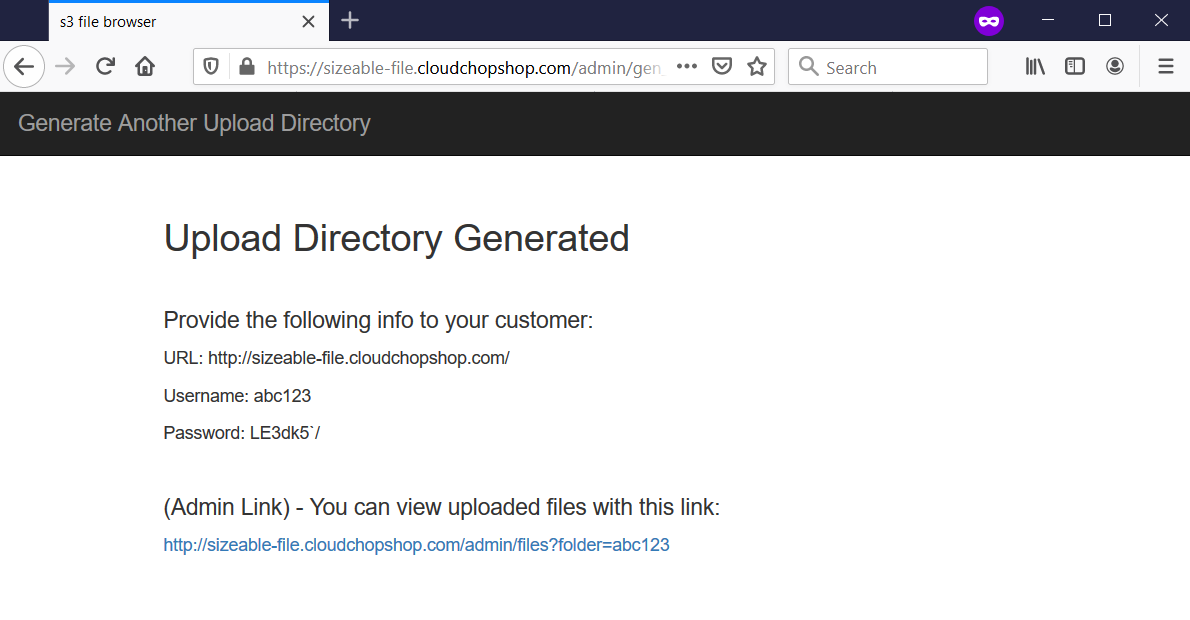 s3 file browser
https://sizeable-file.cloudchopshop.com/admin/gen
Search
Generate Another Upload Directory
Upload Directory Generated
Provide the following info to your customer:
URL: http://sizeable-file.cloudchopshop.com/
Username: abc123
Password: LE3dk5`/
(Admin Link) - You can view uploaded files with this link:
http://sizeable-file.cloudchopshop.com/admin/files?folder=abc123